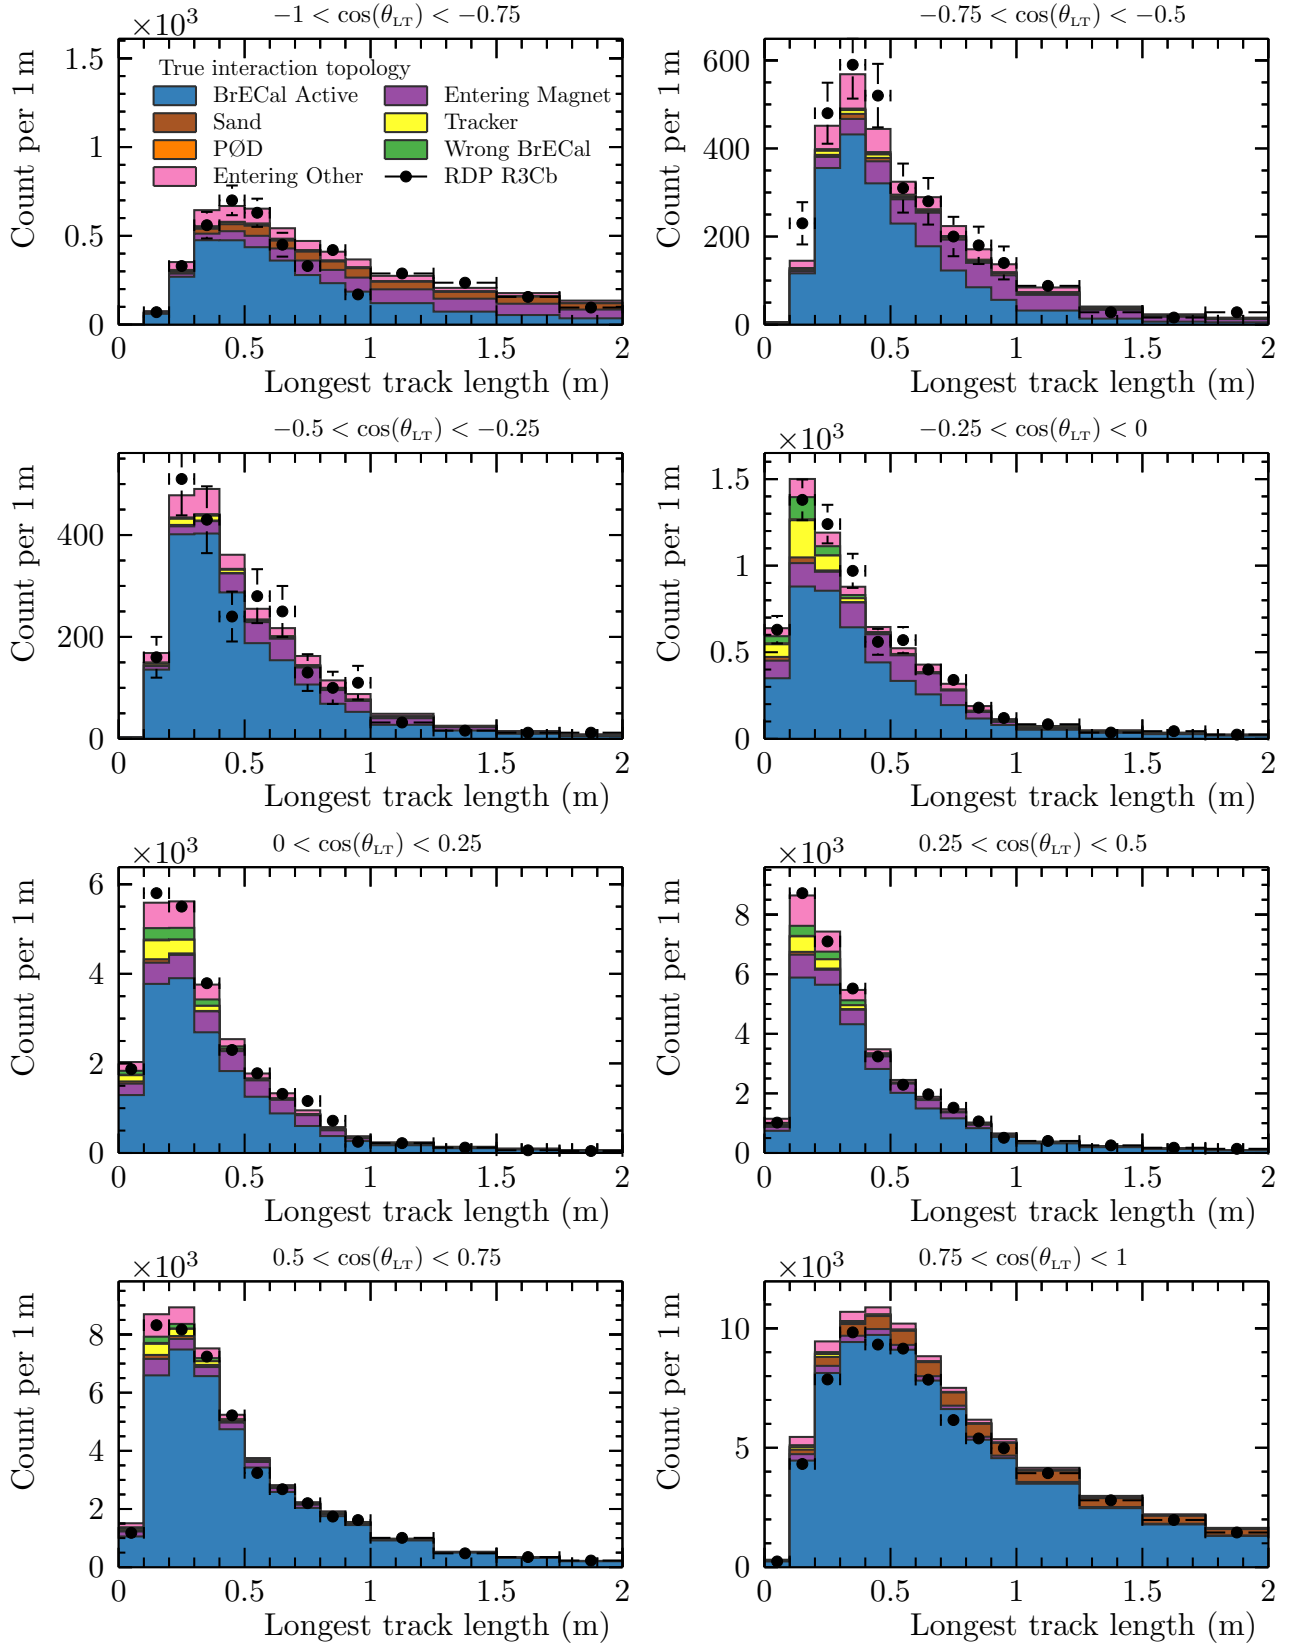 −1 < cos(θLT) < −0.75
×10³
Count per 1 m
1.5
1
0.5
0
True interaction topology
BrECal Active
Entering Magnet
Sand
Tracker
PØD
Wrong BrECal
Entering Other
RDP R3Cb
0 0.5 1 1.5 2
Longest track length (m)
−0.75 < cos(θLT) < −0.5
Count per 1 m
600
400
200
0
0 0.5 1 1.5 2
Longest track length (m)
−0.5 < cos(θLT) < −0.25
Count per 1 m
400
200
0
0 0.5 1 1.5 2
Longest track length (m)
−0.25 < cos(θLT) < 0
×10³
Count per 1 m
1.5
1
0.5
0
0 0.5 1 1.5 2
Longest track length (m)
0 < cos(θLT) < 0.25
×10³
Count per 1 m
6
4
2
0
0 0.5 1 1.5 2
Longest track length (m)
0.25 < cos(θLT) < 0.5
×10³
Count per 1 m
8
6
4
2
0
0 0.5 1 1.5 2
Longest track length (m)
0.5 < cos(θLT) < 0.75
×10³
Count per 1 m
8
6
4
2
0
0 0.5 1 1.5 2
Longest track length (m)
0.75 < cos(θLT) < 1
×10³
Count per 1 m
10
5
0
0 0.5 1 1.5 2
Longest track length (m)